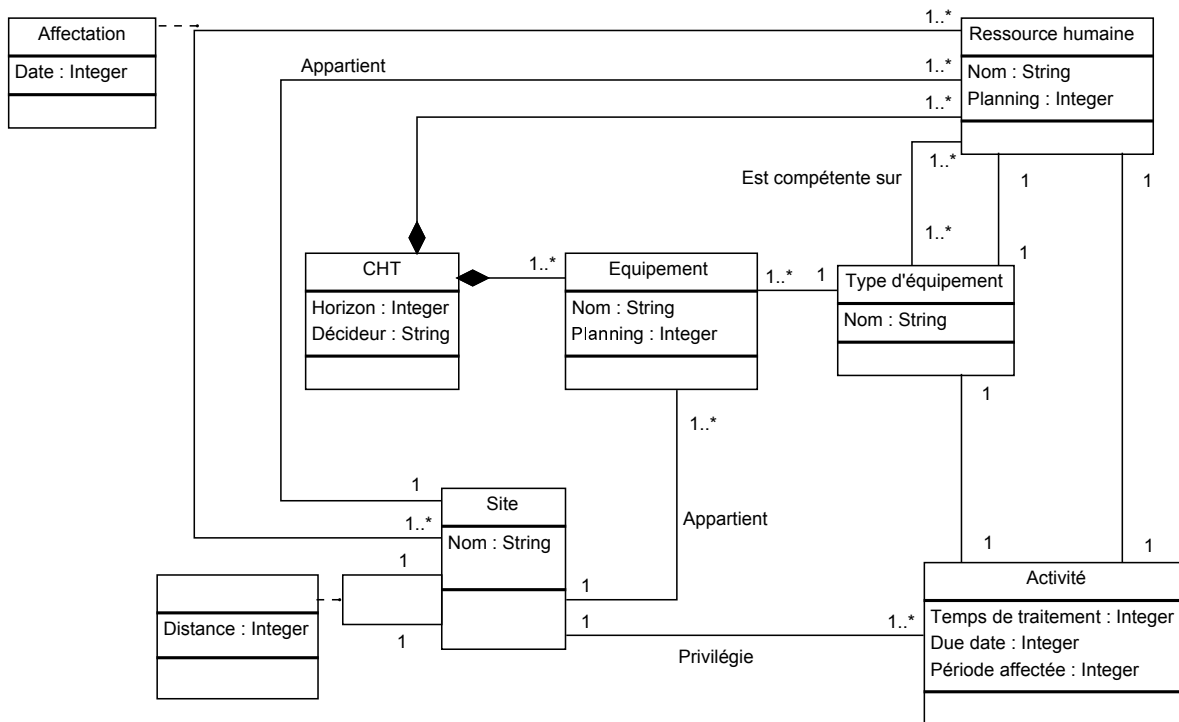 Affectation
Date : Integer
1..*
Ressource humaine
Nom : String
Planning : Integer
Appartient
1..*
1..*
1..*
Est compétente sur
1
1
1..*
1
CHT
Horizon : Integer
Décideur : String
1..*
Equipement
Nom : String
Planning : Integer
1..*
1
Type d'équipement
Nom : String
1
1..*
1
Site
Nom : String
1..*
Appartient
1
1
1
1
Distance : Integer
1
1
Privilégie
1..*
Activité
Temps de traitement : Integer
Due date : Integer
Période affectée : Integer